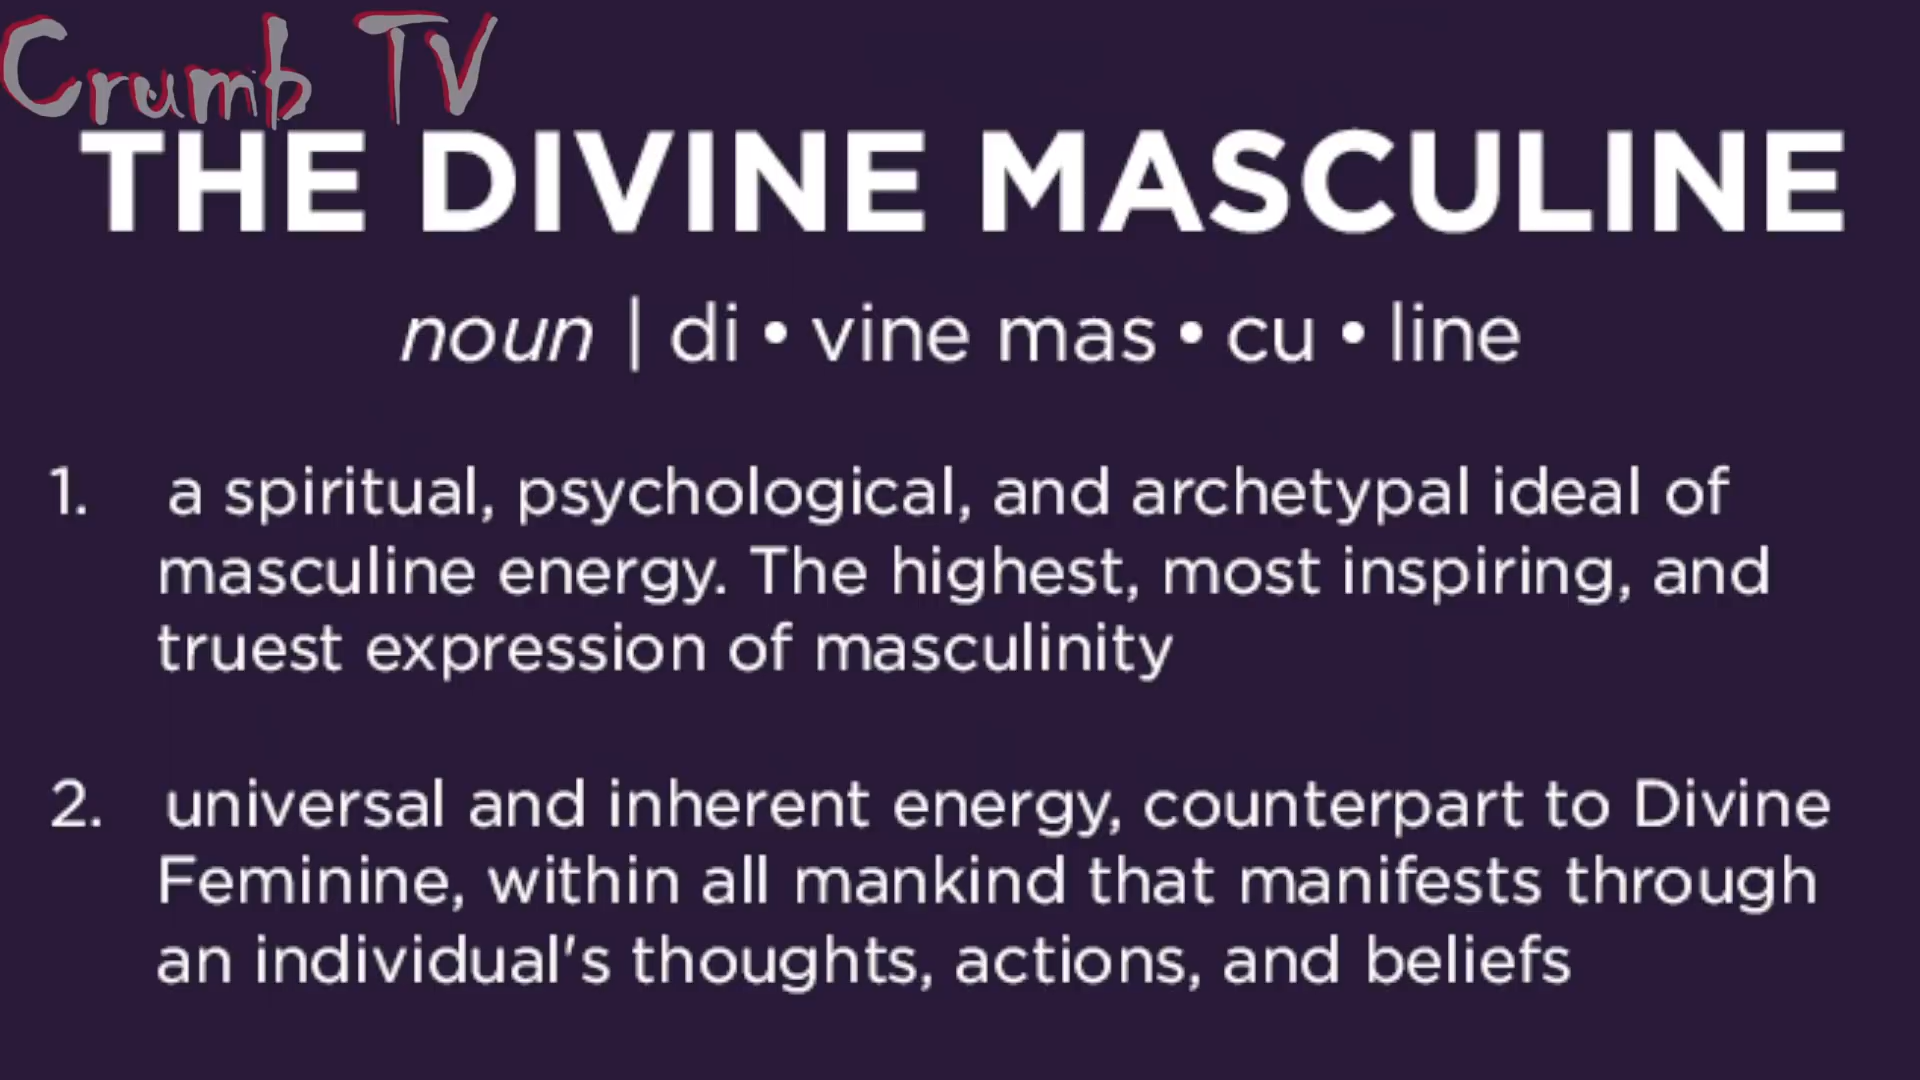 Crumb TV
THE DIVINE MASCULINE
noun | di • vine mas • cu • line
1. a spiritual, psychological, and archetypal ideal of
masculine energy. The highest, most inspiring, and
truest expression of masculinity
2. universal and inherent energy, counterpart to Divine
Feminine, within all mankind that manifests through
an individual's thoughts, actions, and beliefs